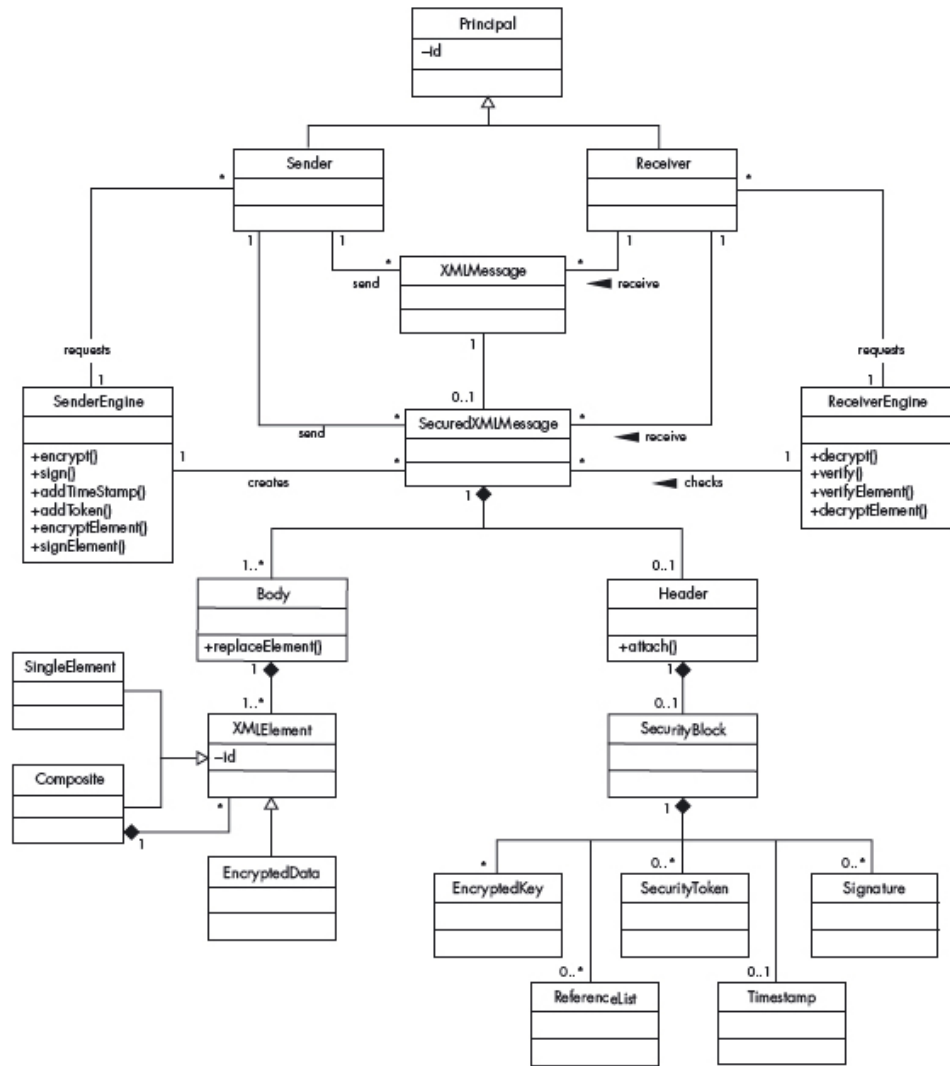 Principal
–id
Sender
Receiver
*
*
1
1
1
1
*
XMLMessage
*
send
receive
1
requests
requests
1
0..1
1
SenderEngine
*
SecuredXMLMessage
*
ReceiverEngine
send
receive
+encrypt()
+sign()
+addTimeStamp()
+addToken()
+encryptElement()
+signElement()
1
*
*
1
creates
checks
+decrypt()
+verify()
+verifyElement()
+decryptElement()
1
1..*
0..1
Body
Header
+replaceElement()
+attach()
1
1
SingleElement
1..*
0..1
XMLElement
SecurityBlock
–id
Composite
*
1
1
EncryptedData
*
0..*
0..*
EncryptedKey
SecurityToken
Signature
0..*
0..1
ReferenceList
Timestamp